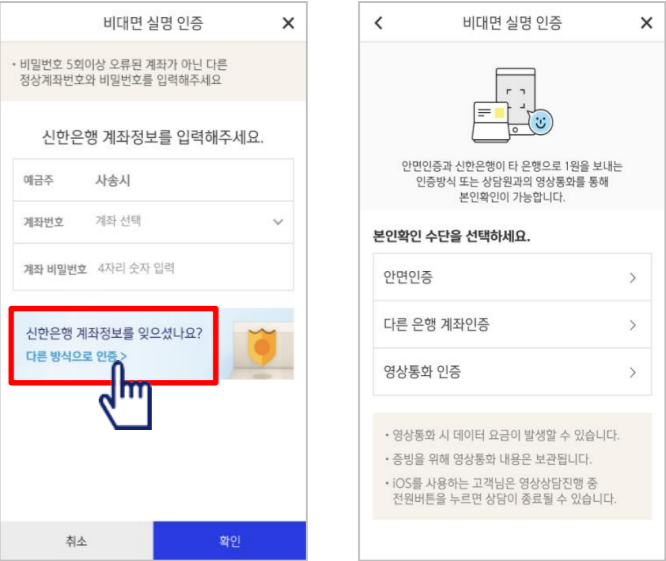 비대면 실명 인증
• 비밀번호 5회이상 오류된 계좌가 아닌 다른
정상계좌번호와 비밀번호를 입력해주세요
신한은행 계좌정보를 입력해주세요.
예금주 사송시
계좌번호 계좌 선택
계좌 비밀번호 4자리 숫자 입력
신한은행 계좌정보를 잊으셨나요?
다른 방식으로 인증 >
취소 확인
비대면 실명 인증
안면인증과 신한은행이 타 은행으로 1원을 보내는
인증방식 또는 상담원과의 영상통화를 통해
본인확인이 가능합니다.
본인확인 수단을 선택하세요.
안면인증
다른 은행 계좌인증
영상통화 인증
• 영상통화 시 데이터 요금이 발생할 수 있습니다.
• 증빙을 위해 영상통화 내용은 보관됩니다.
• iOS를 사용하는 고객님은 영상상담진행 중
전원버튼을 누르면 상담이 종료될 수 있습니다.